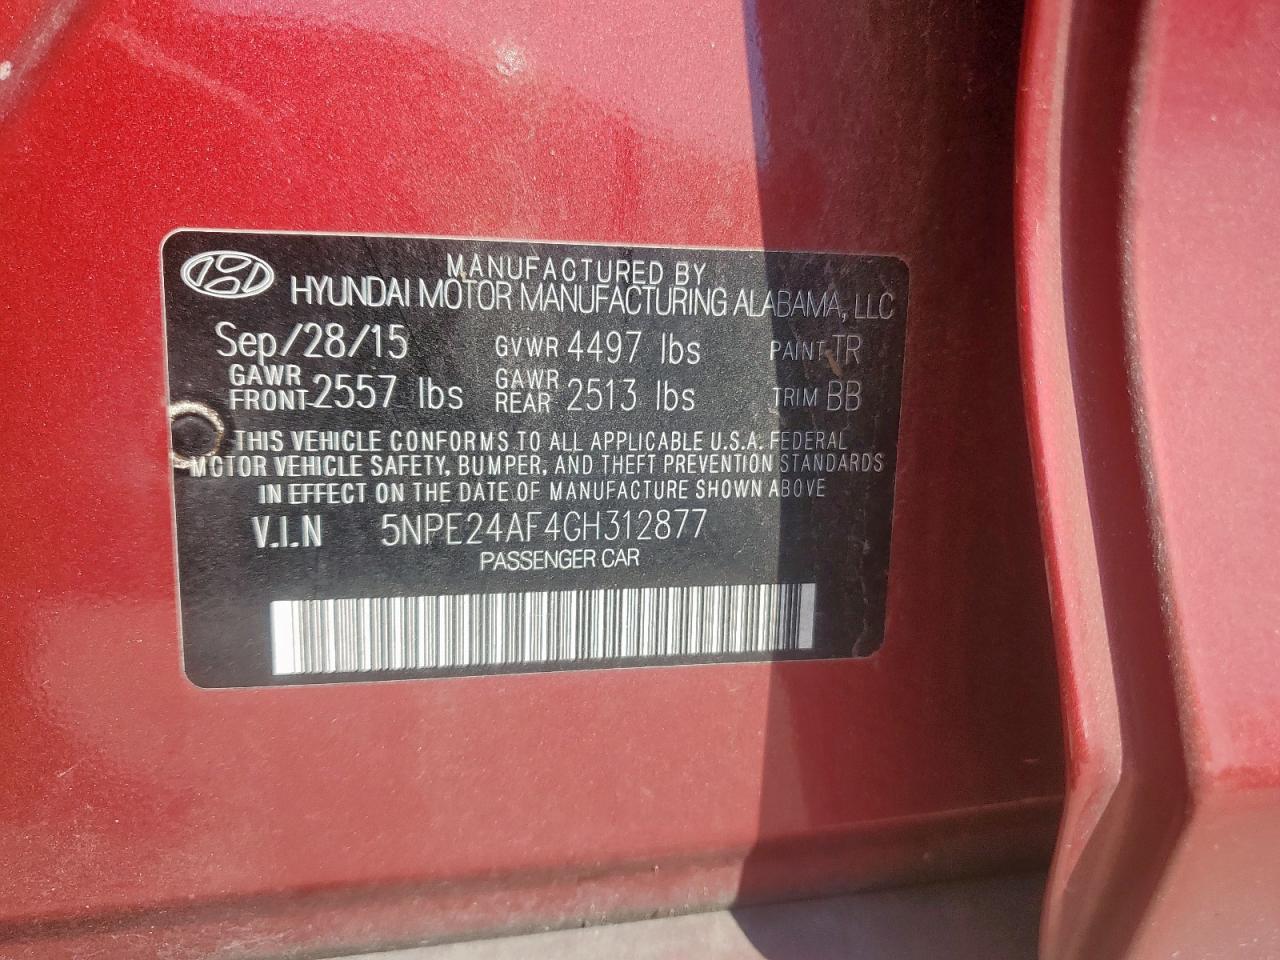 MANUFACTURED BY
HYUNDAI MOTOR MANUFACTURING ALABAMA, LLC
Sep/28/15 GVWR 4497 lbs PAINT TR
GAWR FRONT 2557 lbs GAWR REAR 2513 lbs TRIM BB
THIS VEHICLE CONFORMS TO ALL APPLICABLE U.S.A. FEDERAL
MOTOR VEHICLE SAFETY, BUMPER, AND THEFT PREVENTION STANDARDS
IN EFFECT ON THE DATE OF MANUFACTURE SHOWN ABOVE
V.I.N 5NPE24AF4GH312877
PASSENGER CAR